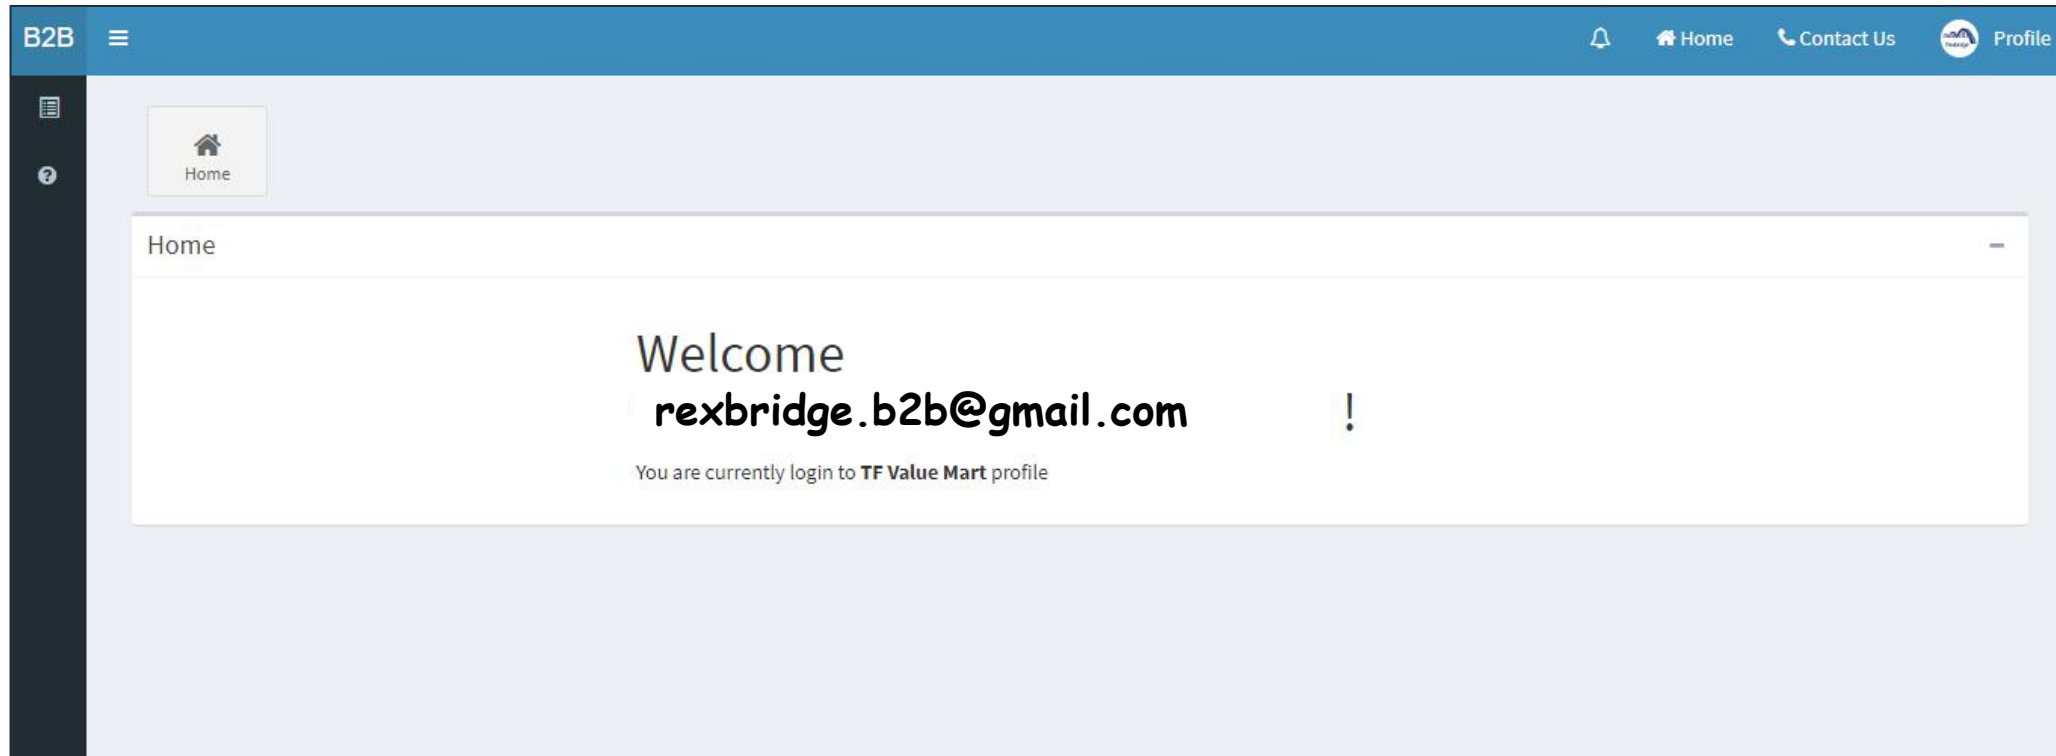 B2B Home Contact Us Profile
Home
Home
Welcome
rexbridge.b2b@gmail.com !
You are currently login to TF Value Mart profile